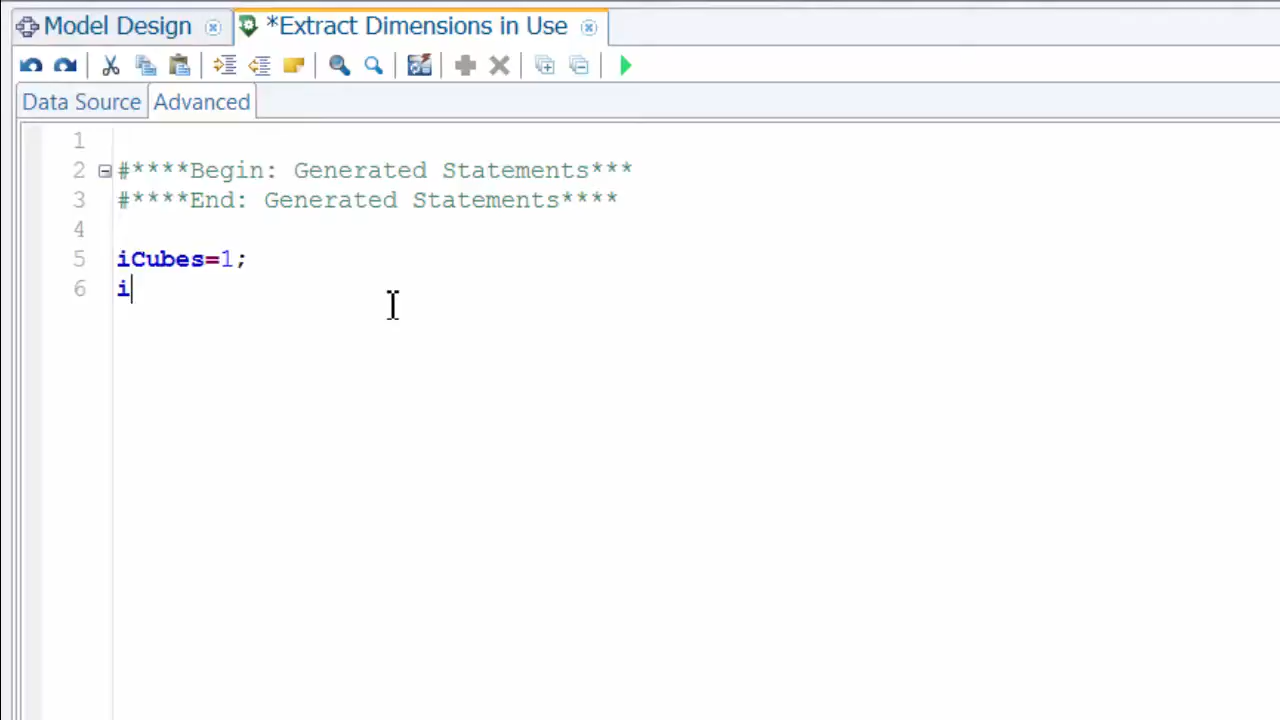 Model Design *Extract Dimensions in Use
Data Source Advanced
1
2 #****Begin: Generated Statements***
3 #****End: Generated Statements****
4
5 iCubes=1;
6 i